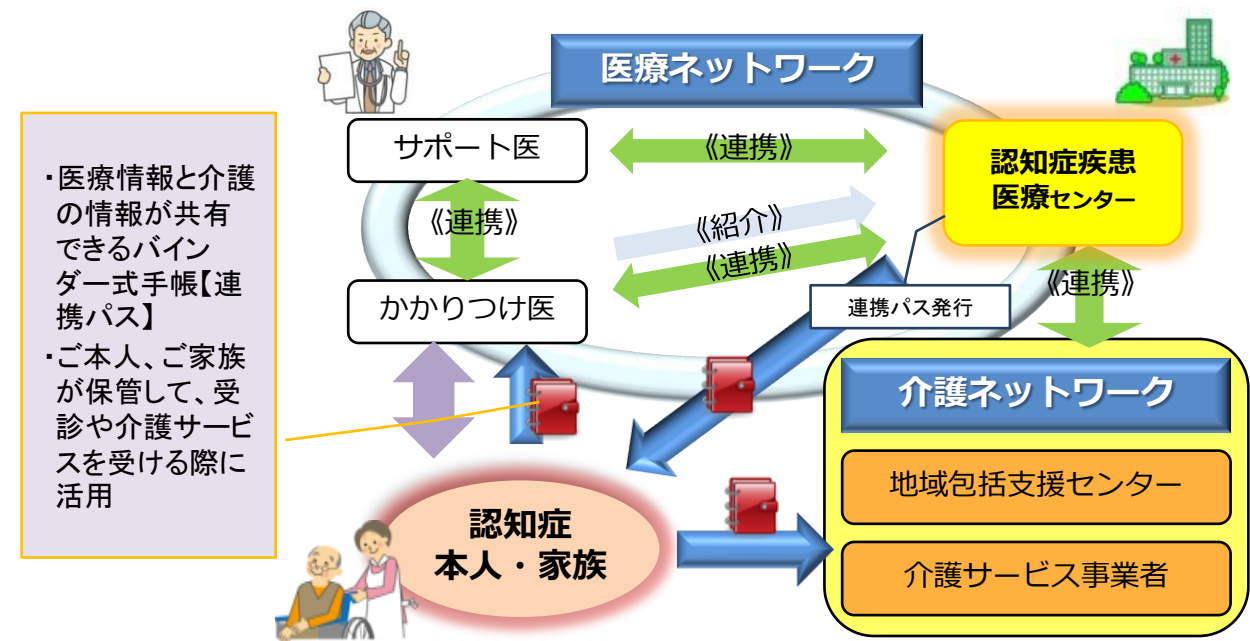 医療ネットワーク
サポート医
《連携》
認知症疾患
医療センター
・医療情報と介護
の情報が共有
できるバイン
ダー式手帳【連
携パス】
・ご本人、ご家族
が保管して、受
診や介護サービ
スを受ける際に
活用
《連携》
《紹介》
《連携》
《連携》
かかりつけ医
連携パス発行
介護ネットワーク
地域包括支援センター
認知症
本人・家族
介護サービス事業者